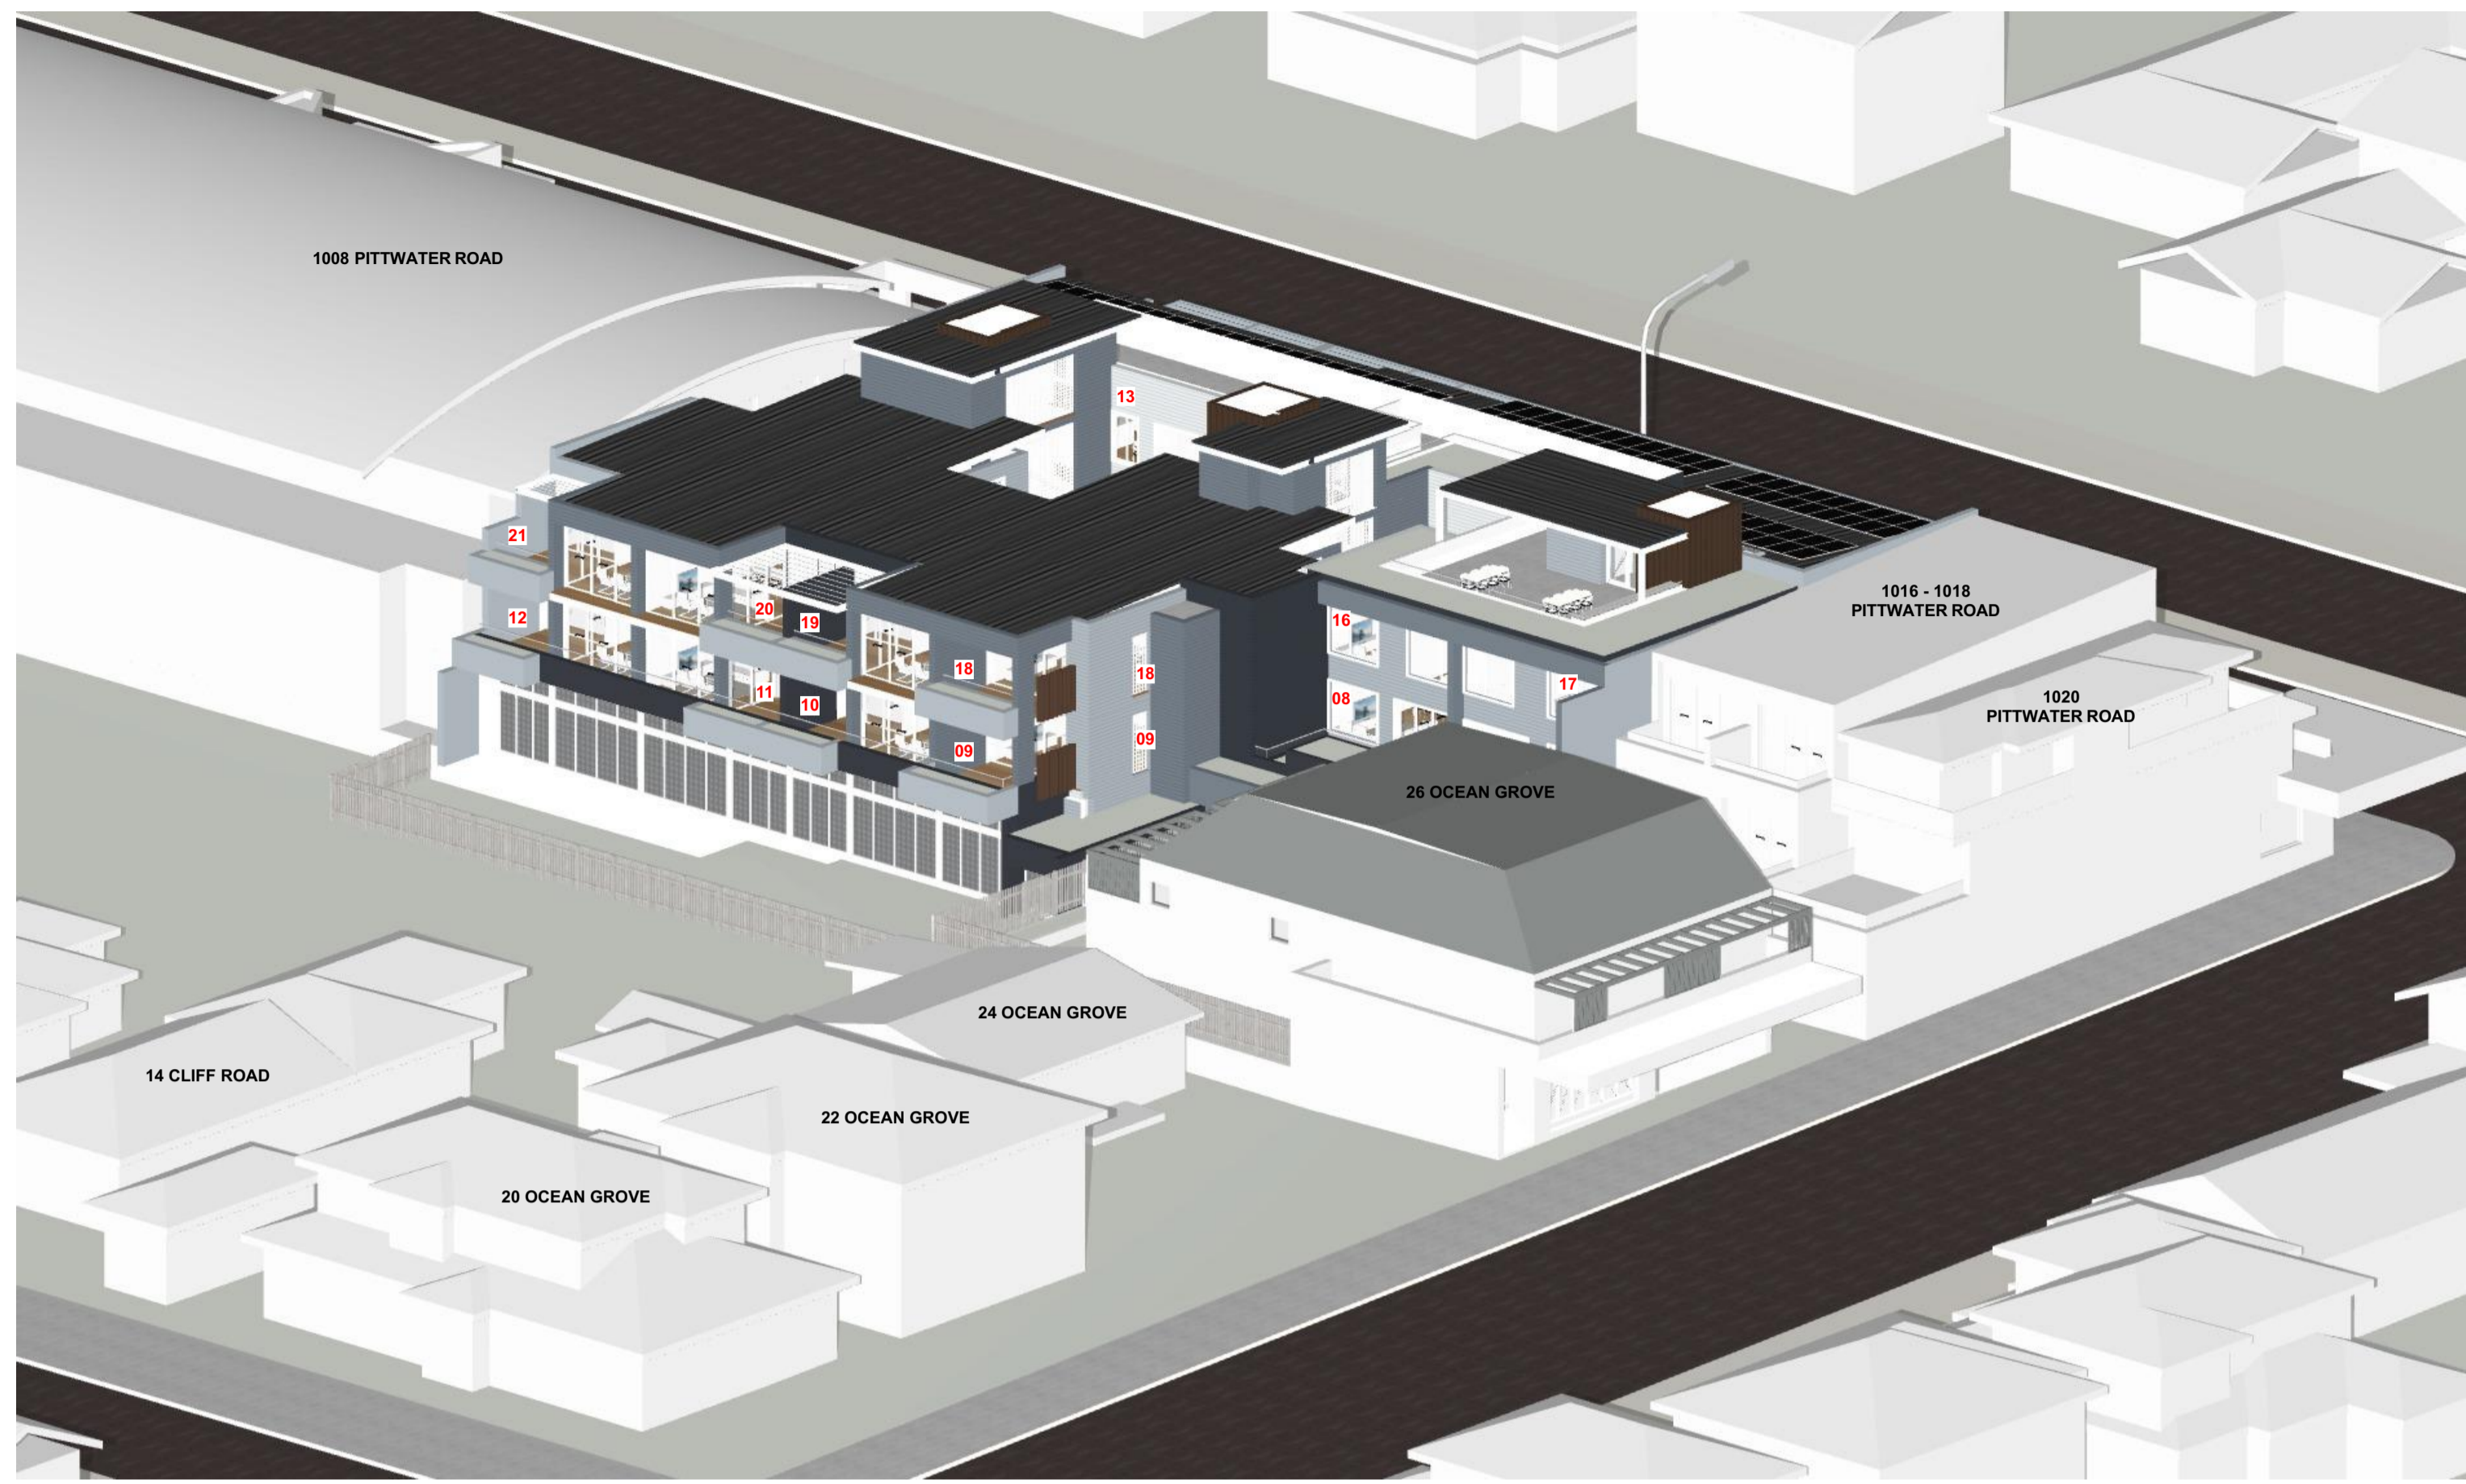 1008 PITTWATER ROAD
13
21
1016 - 1018
PITTWATER ROAD
20
12
19
16
18
18
17
11
08
1020
PITTWATER ROAD
10
09
09
26 OCEAN GROVE
24 OCEAN GROVE
14 CLIFF ROAD
22 OCEAN GROVE
20 OCEAN GROVE